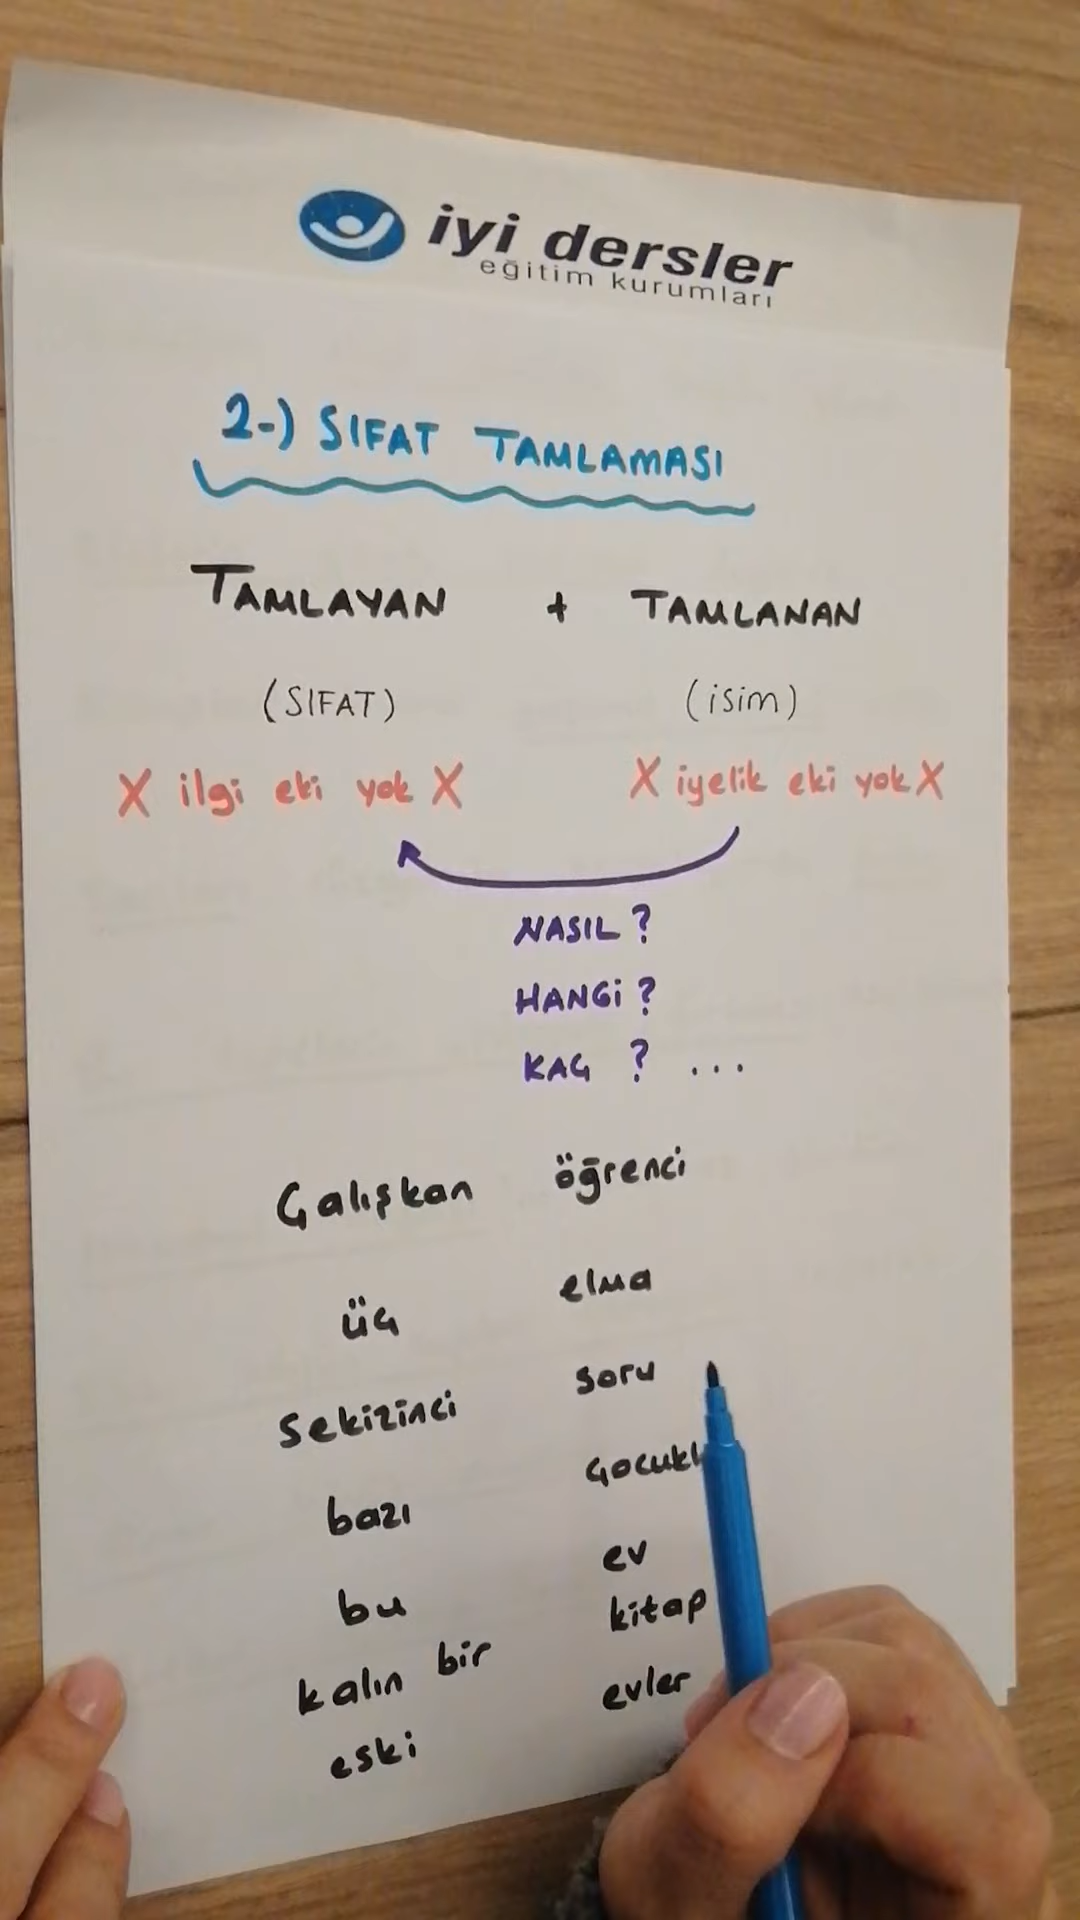 iyi dersler
eğitim kurumları
2-) SIFAT TAMLAMASI
TAMLAYAN + TAMLANAN
(SIFAT) (isim)
X ilgi eki yok X X iyelik eki yok X
NASIL ?
HANGİ ?
KAÇ ? ...
Çalışkan öğrenci
üç elma
Sekizinci soru
bazı
bu ev
kalın bir kitap
eski evler